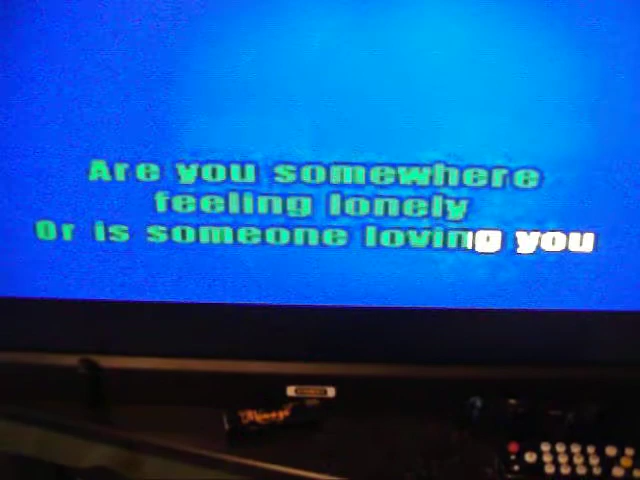 Are you somewhere
feeling lonely
Or is someone loving you